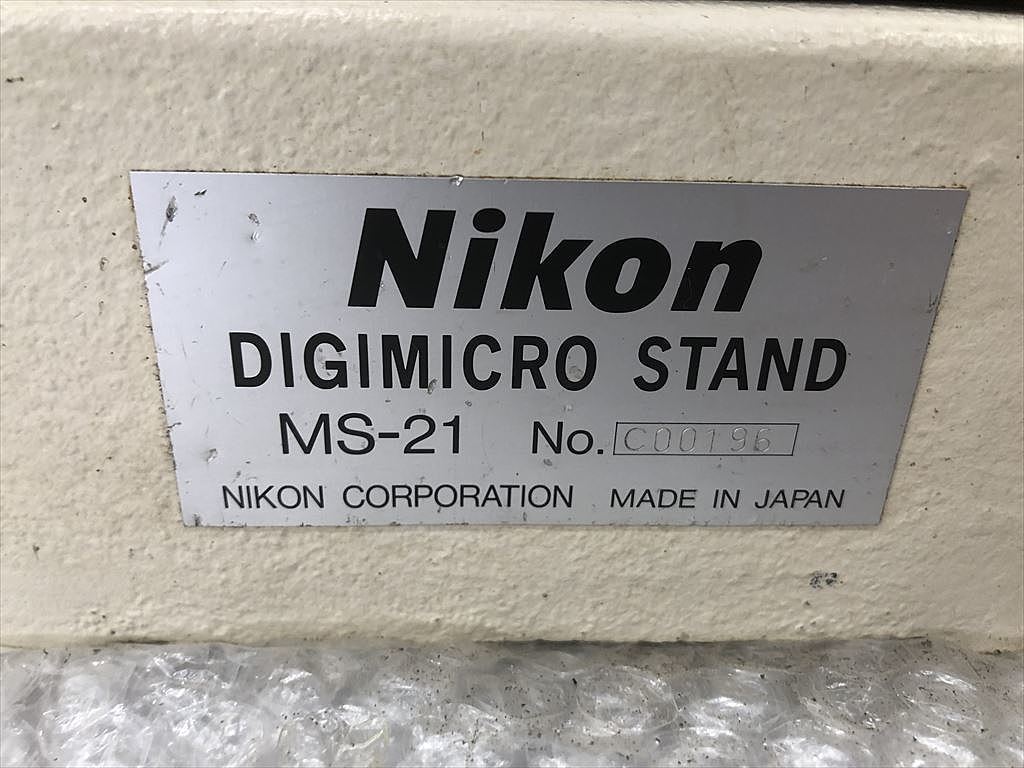 Nikon
DIGIMICRO STAND
MS-21 No. C00196
NIKON CORPORATION MADE IN JAPAN